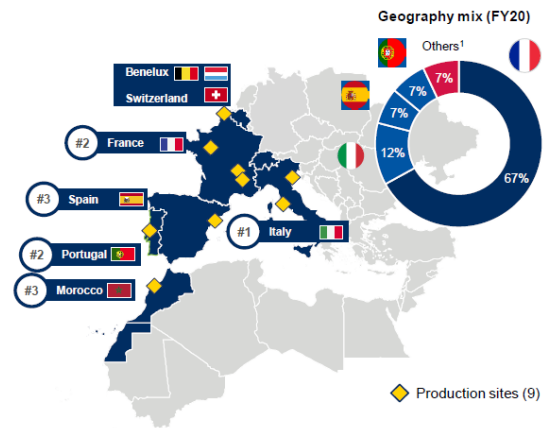 Geography mix (FY20)
Others1
7%
7%
7%
12%
67%
Benelux
Switzerland
#2 France
#3 Spain
#1 Italy
#2 Portugal
#3 Morocco
Production sites (9)